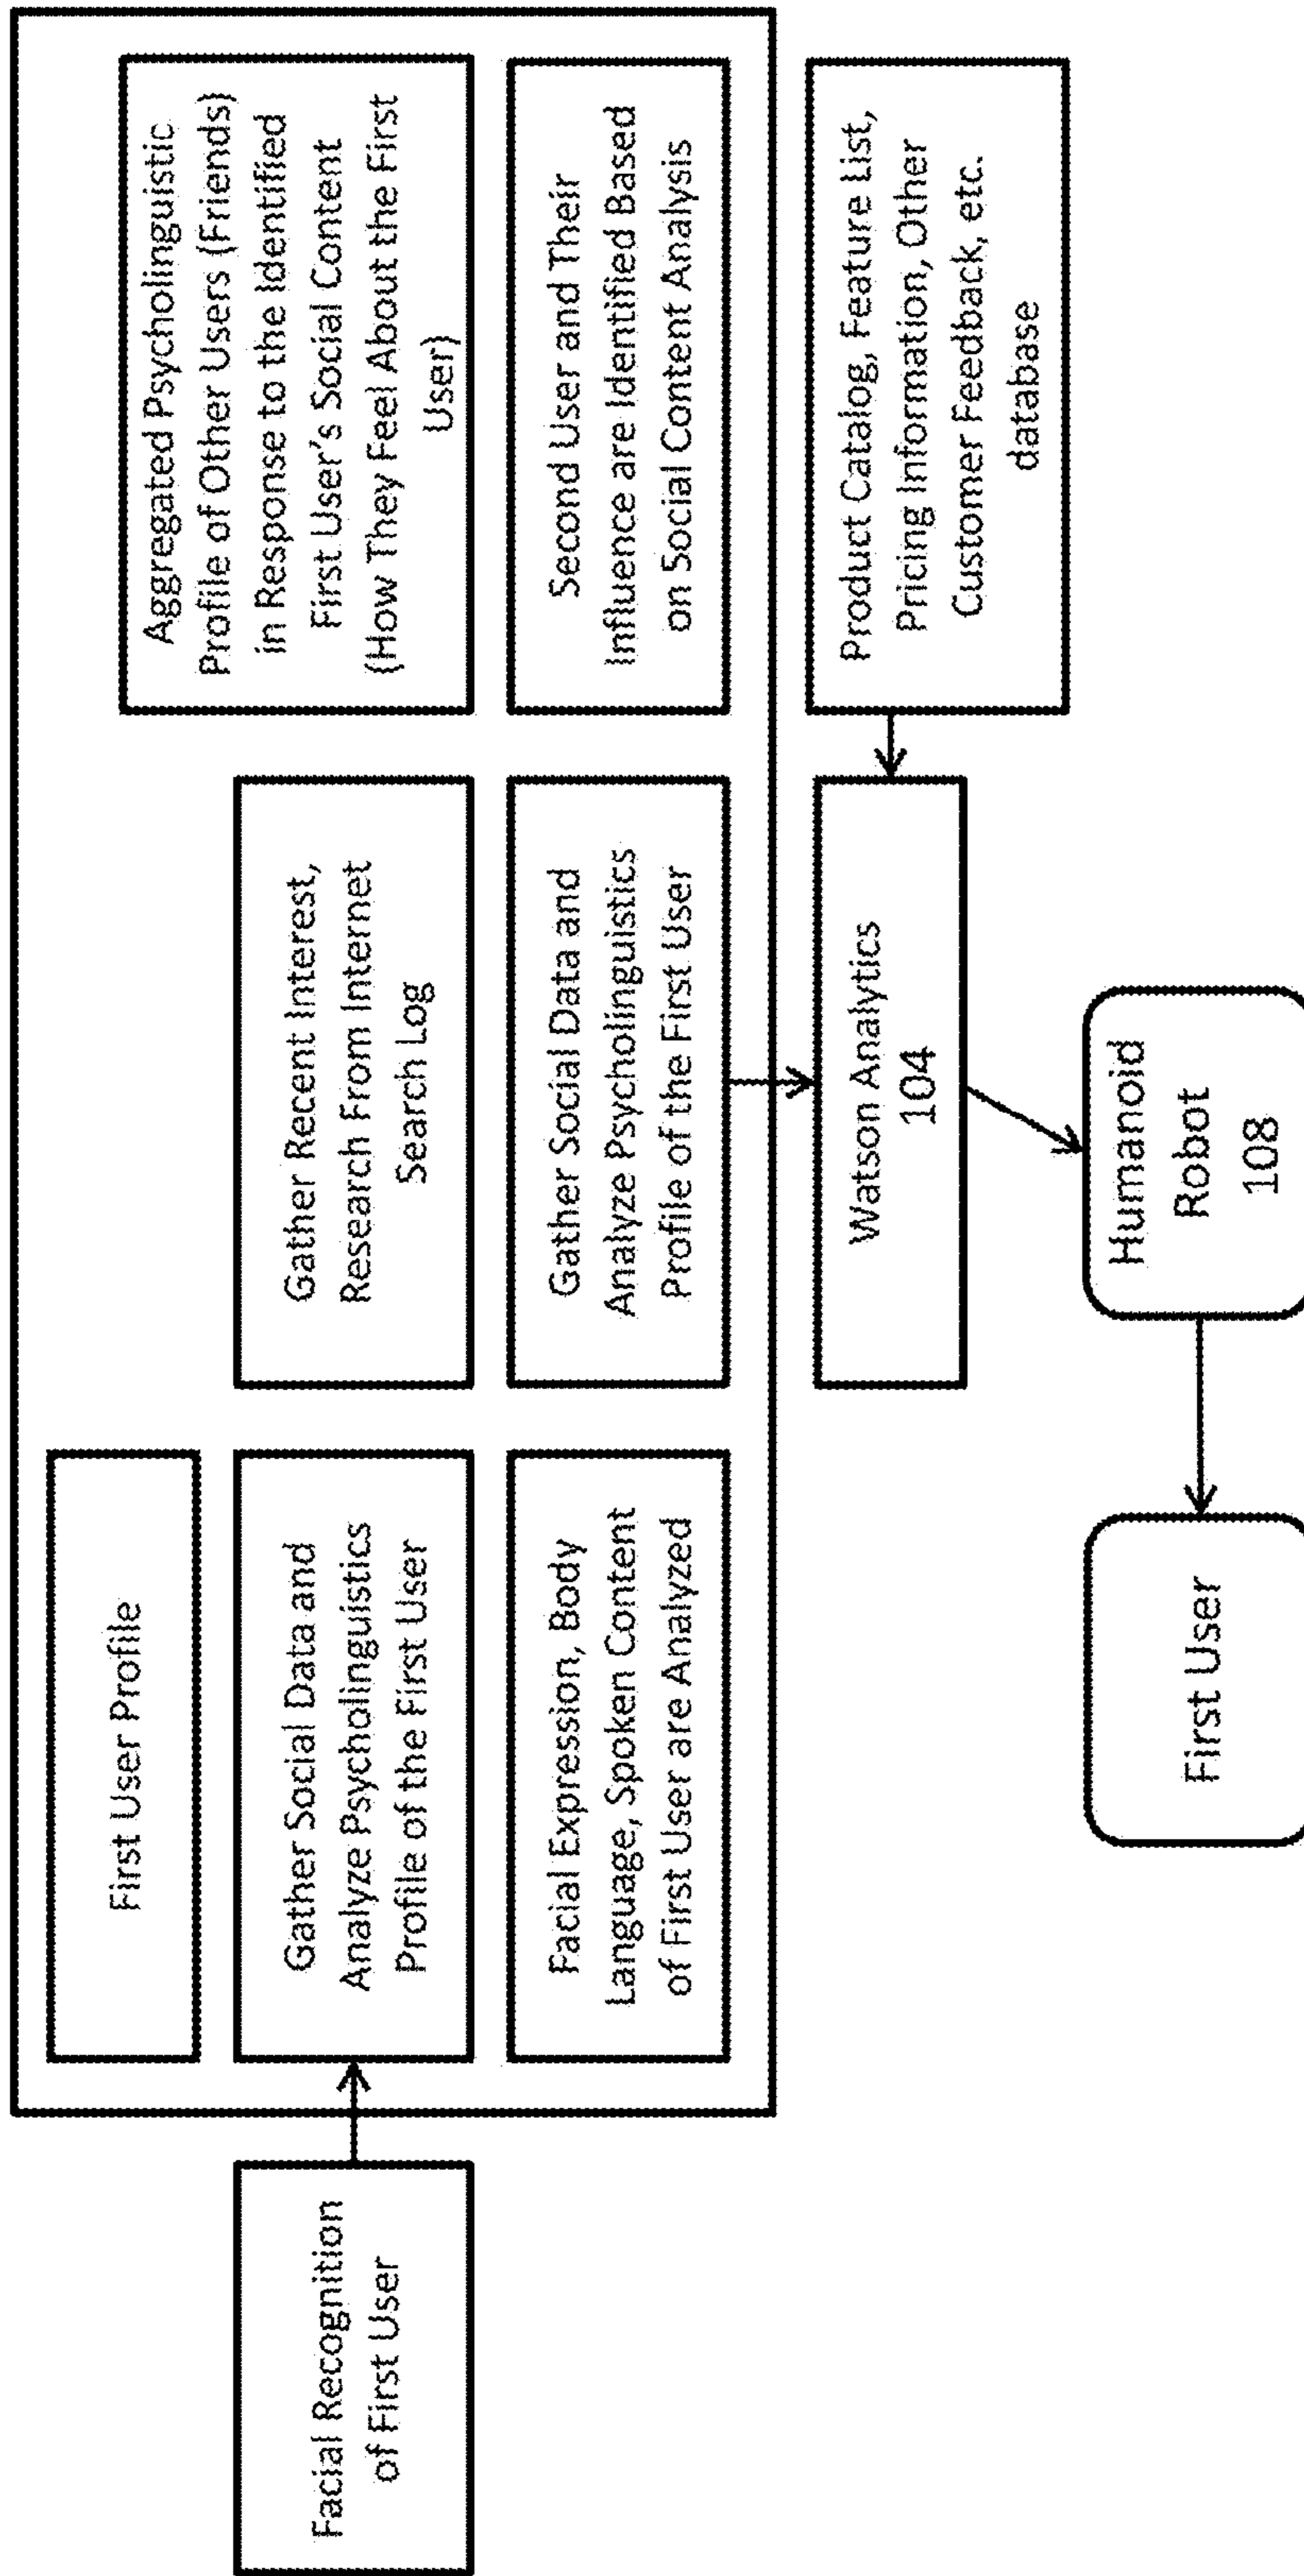 Facial Recognition
of First User
First User Profile
Gather Social Data and
Analyze Psycholinguistics
Profile of the First User
Facial Expression, Body
Language, Spoken Content
of First User are Analyzed
Gather Recent Interest,
Research From Internet
Search Log
Gather Social Data and
Analyze Psycholinguistics
Profile of the First User
Aggregated Psycholinguistic
Profile of Other Users (Friends)
in Response to the Identified
First User's Social Content
(How They Feel About the First
User)
Second User and Their
Influence are Identified Based
on Social Content Analysis
Watson Analytics
104
Product Catalog, Feature List,
Pricing Information, Other
Customer Feedback, etc.
database
First User
Humanoid
Robot
108